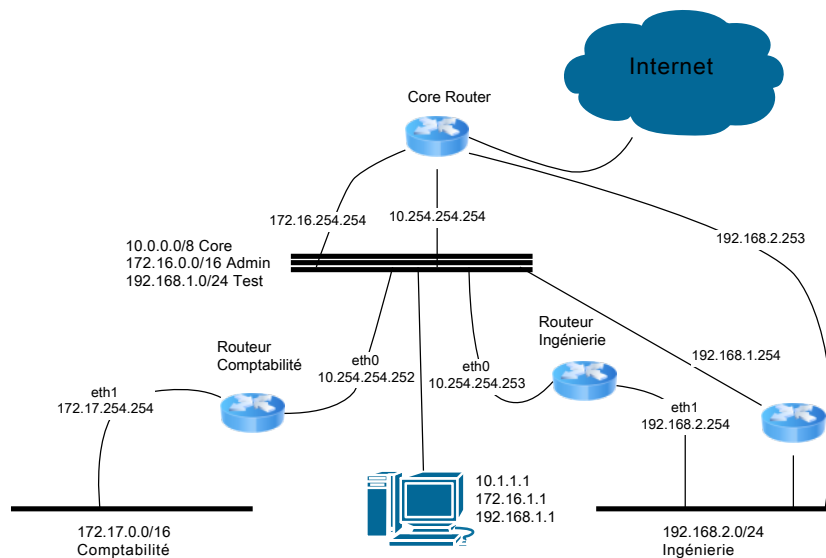 Internet
Core Router
172.16.254.254
10.254.254.254
192.168.2.253
10.0.0.0/8 Core
172.16.0.0/16 Admin
192.168.1.0/24 Test
Routeur
Comptabilité
eth0
10.254.254.252
eth0
10.254.254.253
Routeur
Ingénierie
192.168.1.254
eth1
172.17.254.254
eth1
192.168.2.254
10.1.1.1
172.16.1.1
192.168.1.1
172.17.0.0/16
Comptabilité
192.168.2.0/24
Ingénierie